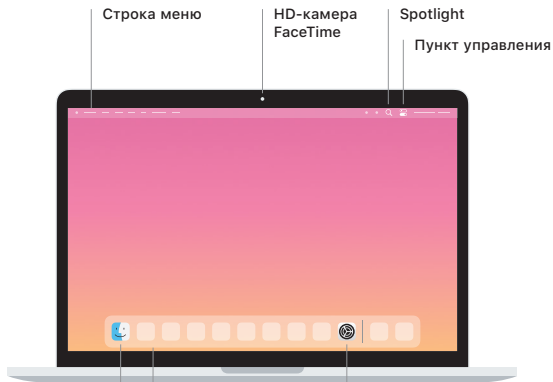 Строка меню
HD-камера
FaceTime
Spotlight
Пункт управления